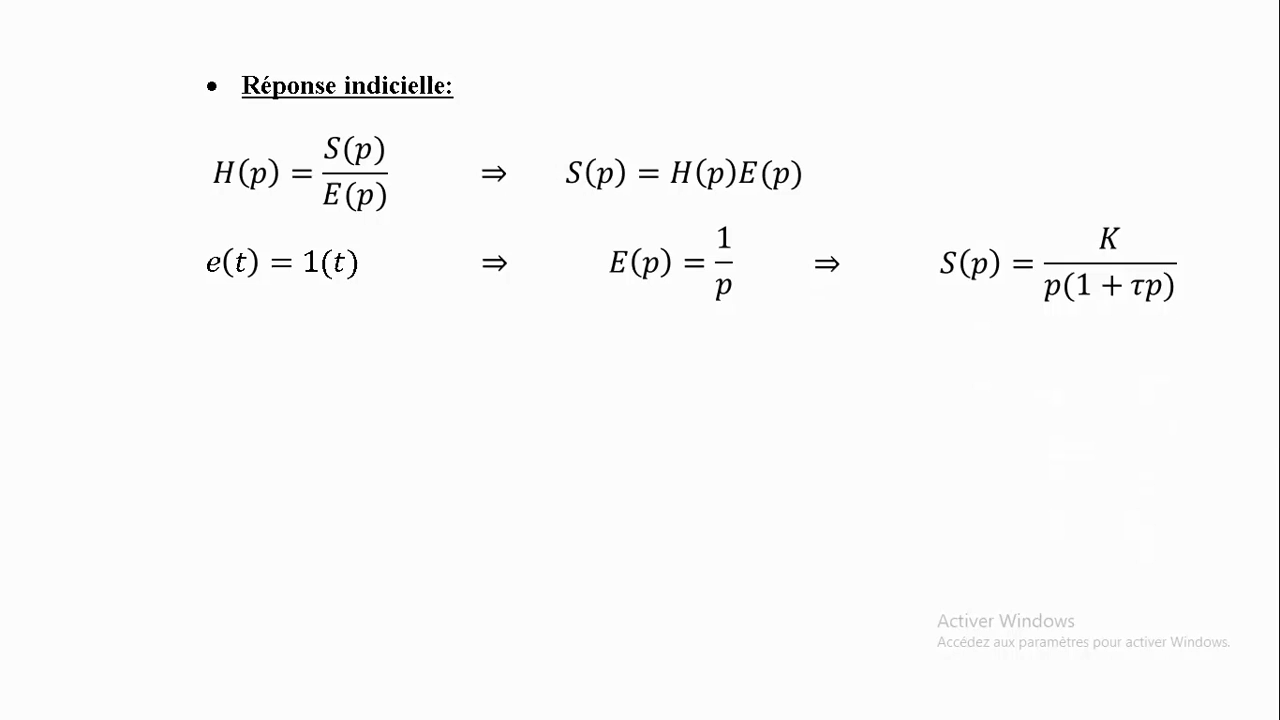 • Réponse indicielle:
H(p) = S(p)/E(p) ⇒ S(p) = H(p)E(p)
e(t) = 1(t) ⇒ E(p) = 1/p ⇒ S(p) = K/p(1 + τp)
Activer Windows
Accédez aux paramètres pour activer Windows.